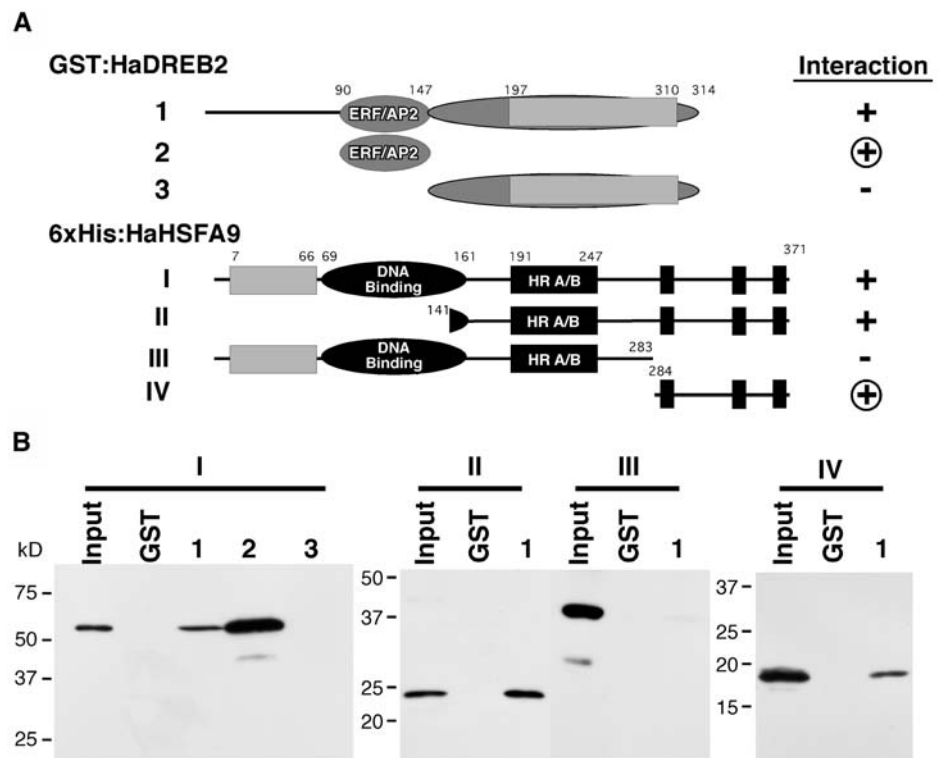 A
GST:HaDREB2
Interaction
90 147 197 310 314
1 ERF/AP2 +
2 ERF/AP2 +
3 -
6xHis:HaHSFA9
7 66 69 161 191 247 371
I DNA Binding HR A/B +
141
II HR A/B +
283
III DNA Binding HR A/B -
284
IV +
B
I II III IV
kD Input GST 1 2 3
Input GST 1
Input GST 1
Input GST 1
75
50
37
25
50
37
25
20
37
25
20
15